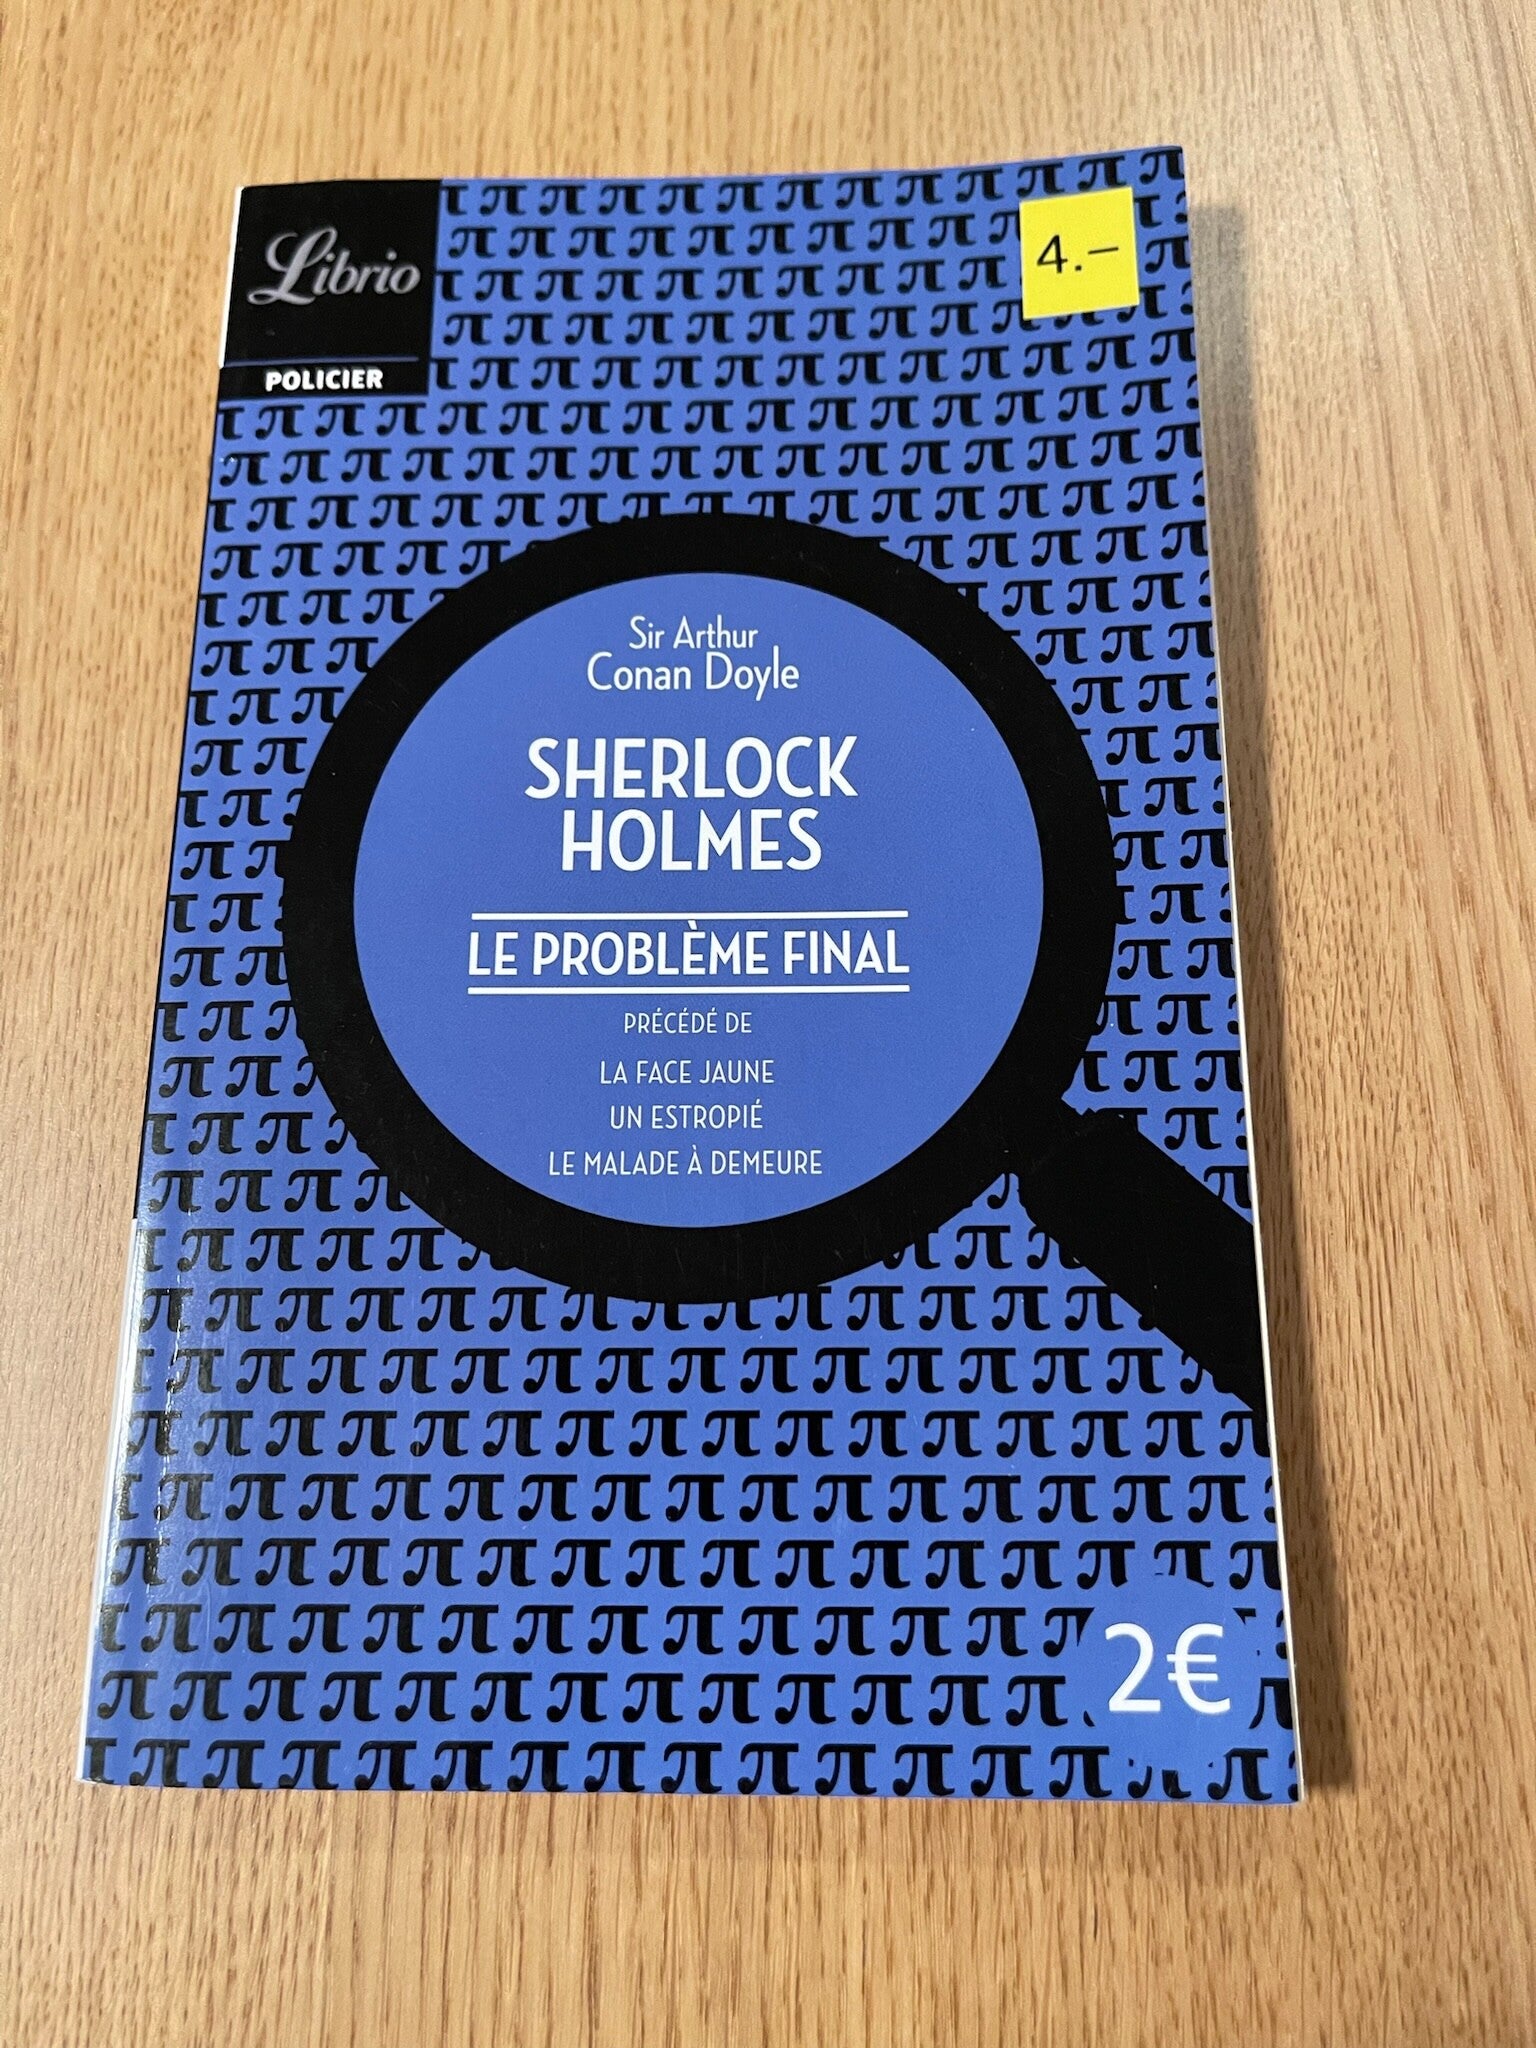 Librio
POLICIER
4.–
Sir Arthur
Conan Doyle
SHERLOCK
HOLMES
LE PROBLÈME FINAL
PRÉCÉDÉ DE
LA FACE JAUNE
UN ESTROPIÉ
LE MALADE À DEMEURE
2€